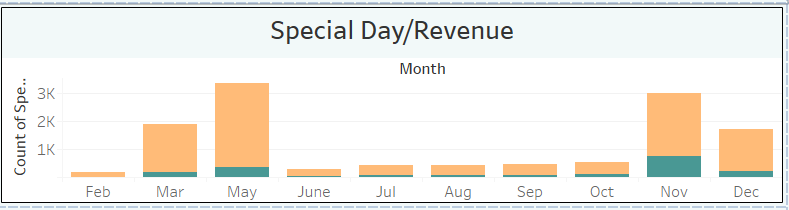 Special Day/Revenue
Month
Count of Spe..
3K
2K
1K
Feb Mar May June Jul Aug Sep Oct Nov Dec